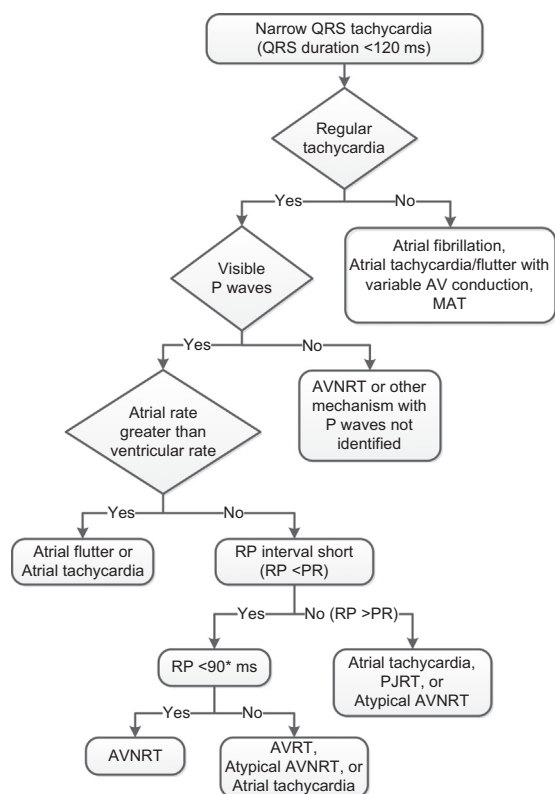 Narrow QRS tachycardia
(QRS duration <120 ms)
Regular
tachycardia
Yes
No
Visible
P waves
Atrial fibrillation,
Atrial tachycardia/flutter with
variable AV conduction,
MAT
Yes
No
Atrial rate
greater than
ventricular rate
AVNRT or other
mechanism with
P waves not
identified
Yes
No
Atrial flutter or
Atrial tachycardia
RP interval short
(RP <PR)
Yes
No (RP >PR)
RP <90* ms
Atrial tachycardia,
PJRT, or
Atypical AVNRT
Yes
No
AVNRT
AVRT,
Atypical AVNRT, or
Atrial tachycardia